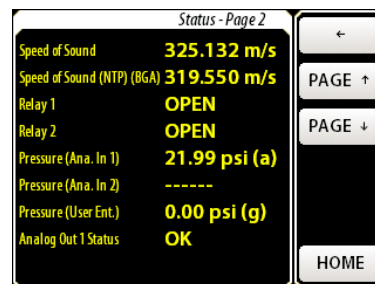 Status - Page 2
Speed of Sound 325.132 m/s
Speed of Sound (NTP) (BGA) 319.550 m/s
Relay 1 OPEN
Relay 2 OPEN
Pressure (Ana. In 1) 21.99 psi (a)
Pressure (Ana. In 2) ------
Pressure (User Ent.) 0.00 psi (g)
Analog Out 1 Status OK
←
PAGE ↑
PAGE ↓
HOME